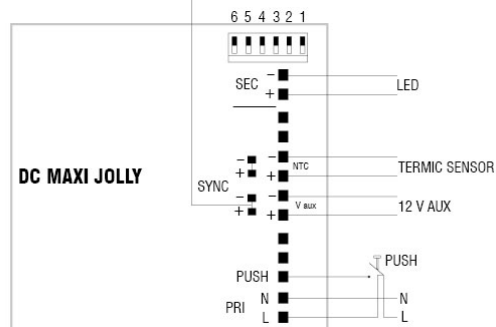 6 5 4 3 2 1
SEC - LED
+
DC MAXI JOLLY
SYNC
- - NTC TERMIC SENSOR
+ +
- - V aux 12 V AUX
+ +
PUSH PUSH
PRI N N
L L